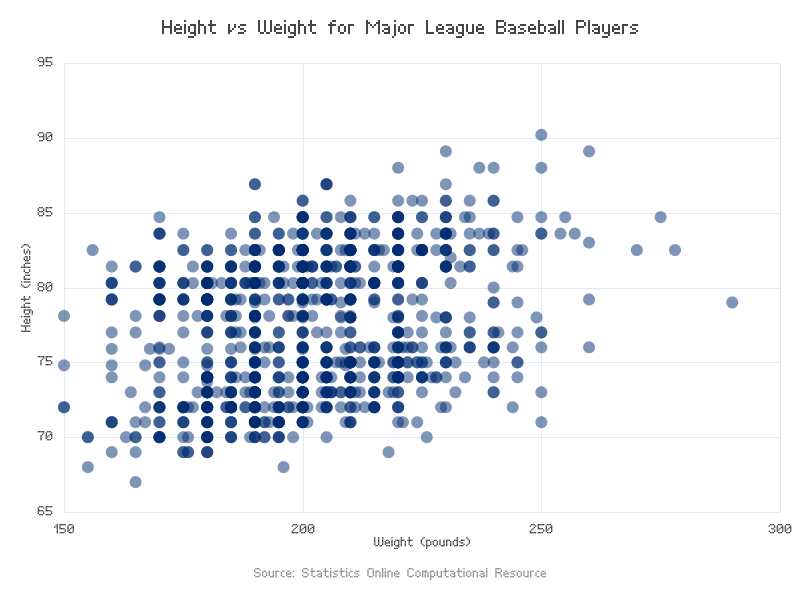 Height vs Weight for Major League Baseball Players
95
90
85
80
75
70
65
Height (inches)
150
200
250
300
Weight (pounds)
Source: Statistics Online Computational Resource